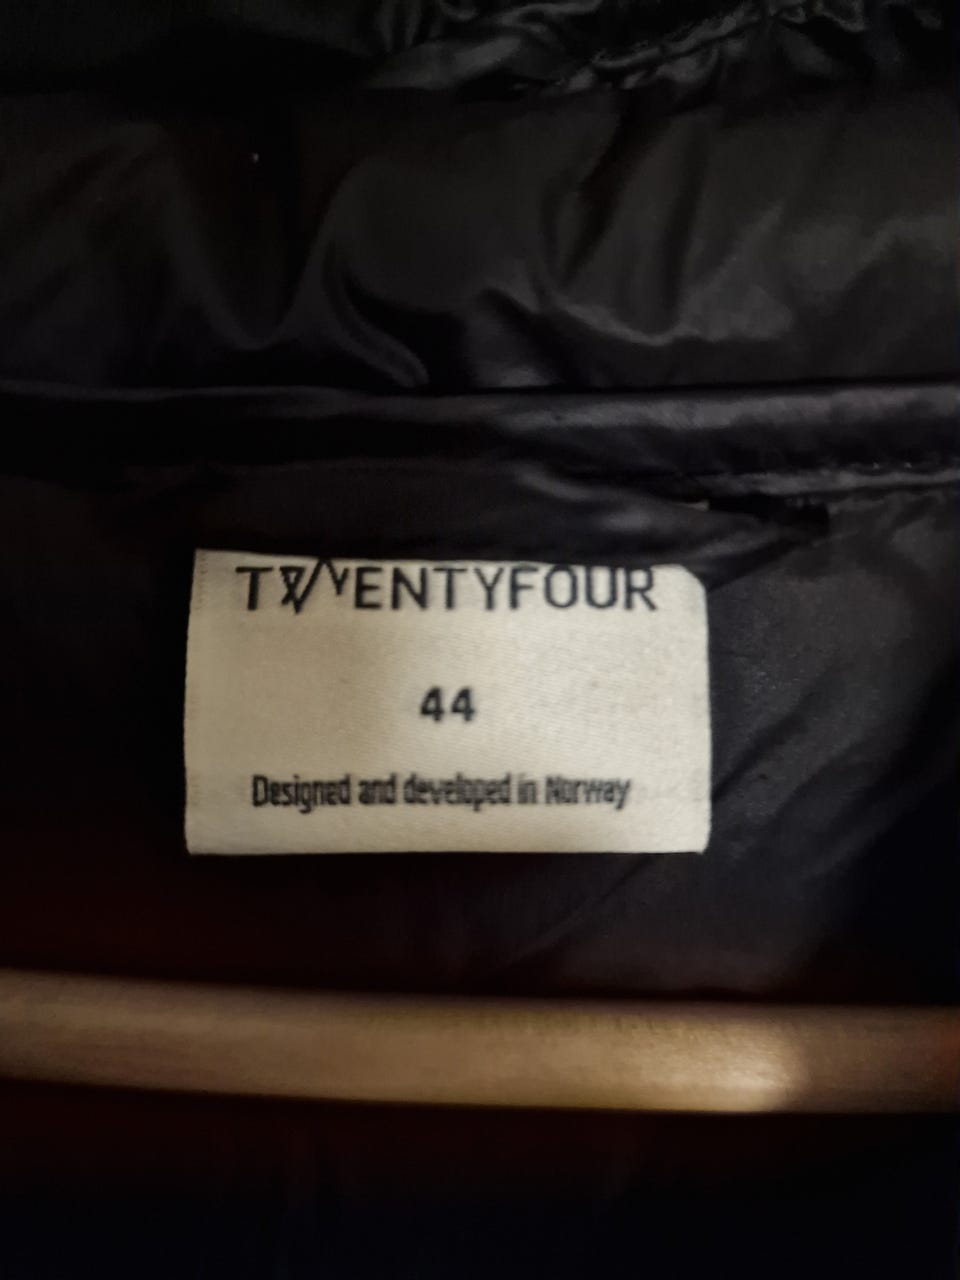 TWENTYFOUR
44
Designed and developed in Norway